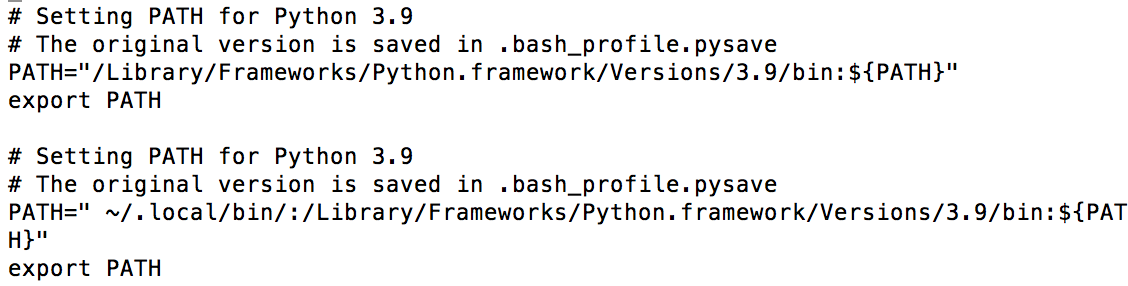 # Setting PATH for Python 3.9
# The original version is saved in .bash_profile.pysave
PATH="/Library/Frameworks/Python.framework/Versions/3.9/bin:${PATH}"
export PATH

# Setting PATH for Python 3.9
# The original version is saved in .bash_profile.pysave
PATH=" ~/.local/bin/:/Library/Frameworks/Python.framework/Versions/3.9/bin:${PAT
H}"
export PATH